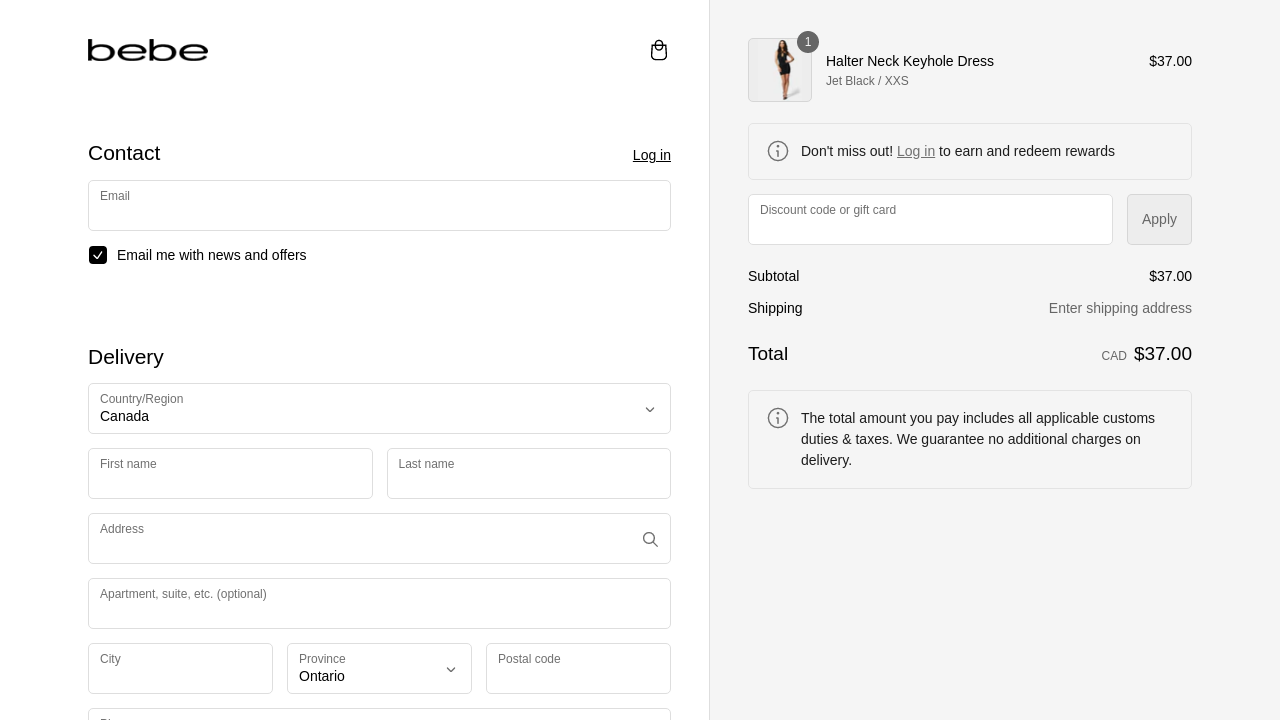 bebe
Contact
Log in
Email
Email me with news and offers
Delivery
Country/Region
Canada
First name
Last name
Address
Apartment, suite, etc. (optional)
City
Province
Ontario
Postal code
1
Halter Neck Keyhole Dress
$37.00
Jet Black / XXS
Don't miss out! Log in to earn and redeem rewards
Discount code or gift card
Apply
Subtotal
$37.00
Shipping
Enter shipping address
Total
CAD $37.00
The total amount you pay includes all applicable customs
duties & taxes. We guarantee no additional charges on
delivery.